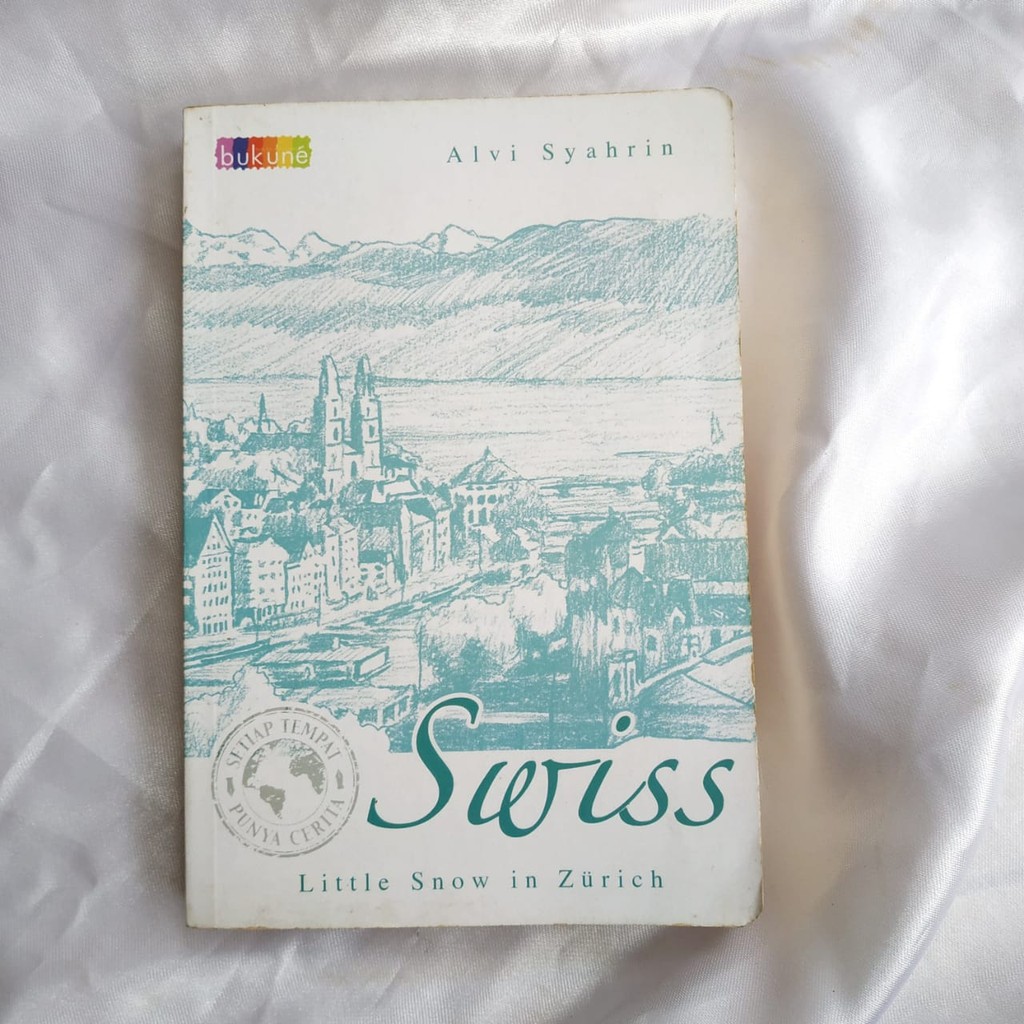 bukuné
Alvi Syahrin
SETIAP TEMPAT
PUNYA CERITA
Swiss
Little Snow in Zürich